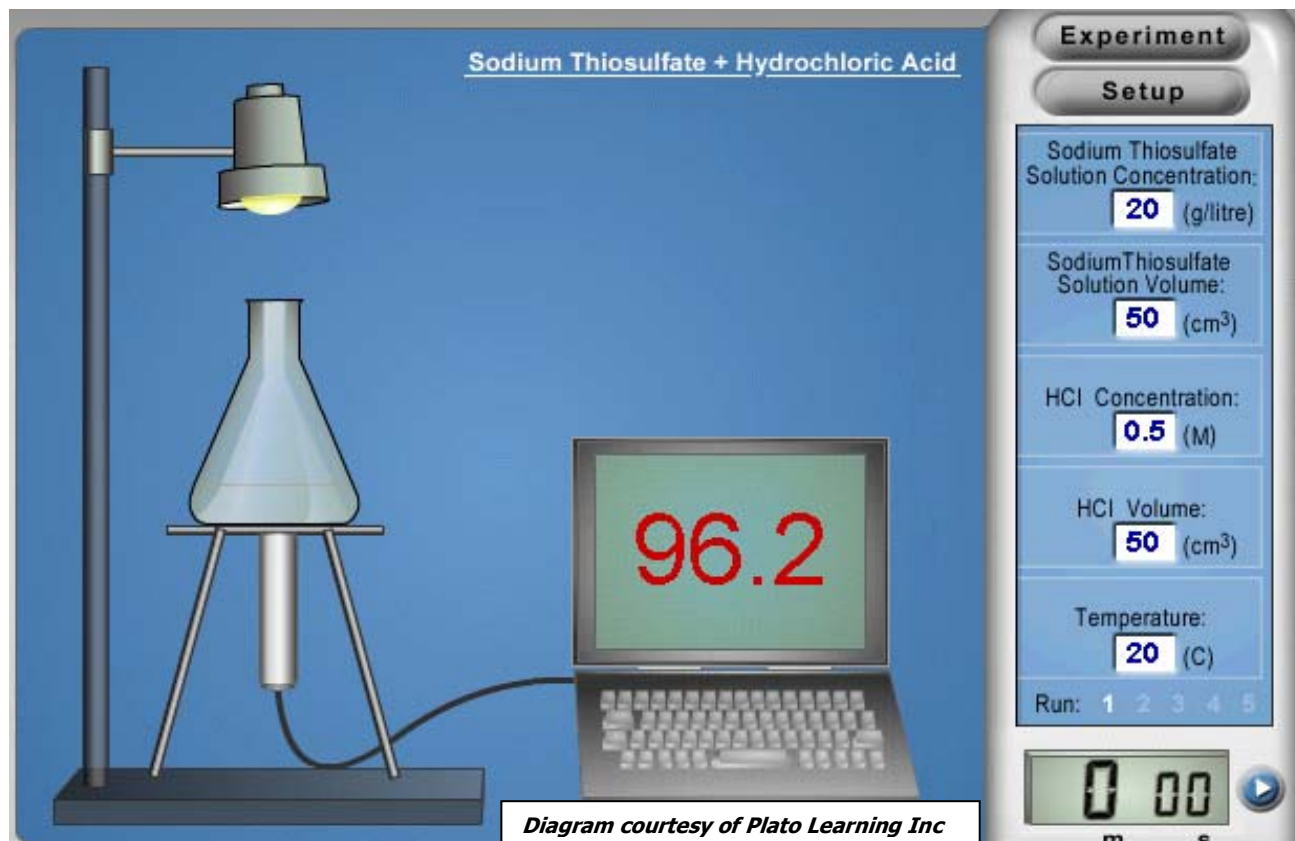 Sodium Thiosulfate + Hydrochloric Acid
96.2
Diagram courtesy of Plato Learning Inc
Experiment
Setup
Sodium Thiosulfate
Solution Concentration:
20 (g/litre)
SodiumThiosulfate
Solution Volume:
50 (cm³)
HCl Concentration:
0.5 (M)
HCl Volume:
50 (cm³)
Temperature:
20 (C)
Run: 1 2 3 4 5
0 00
m s